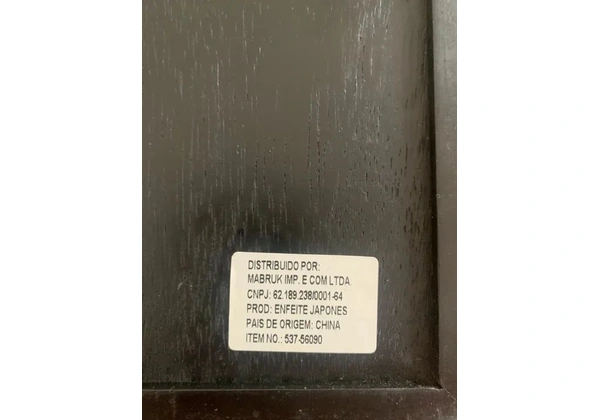 DISTRIBUIDO POR:
MABRUK IMP. E COM LTDA.
CNPJ: 62.189.238/0001-64
PROD: ENFEITE JAPONES
PAIS DE ORIGEM: CHINA
ITEM NO.: 537-56090